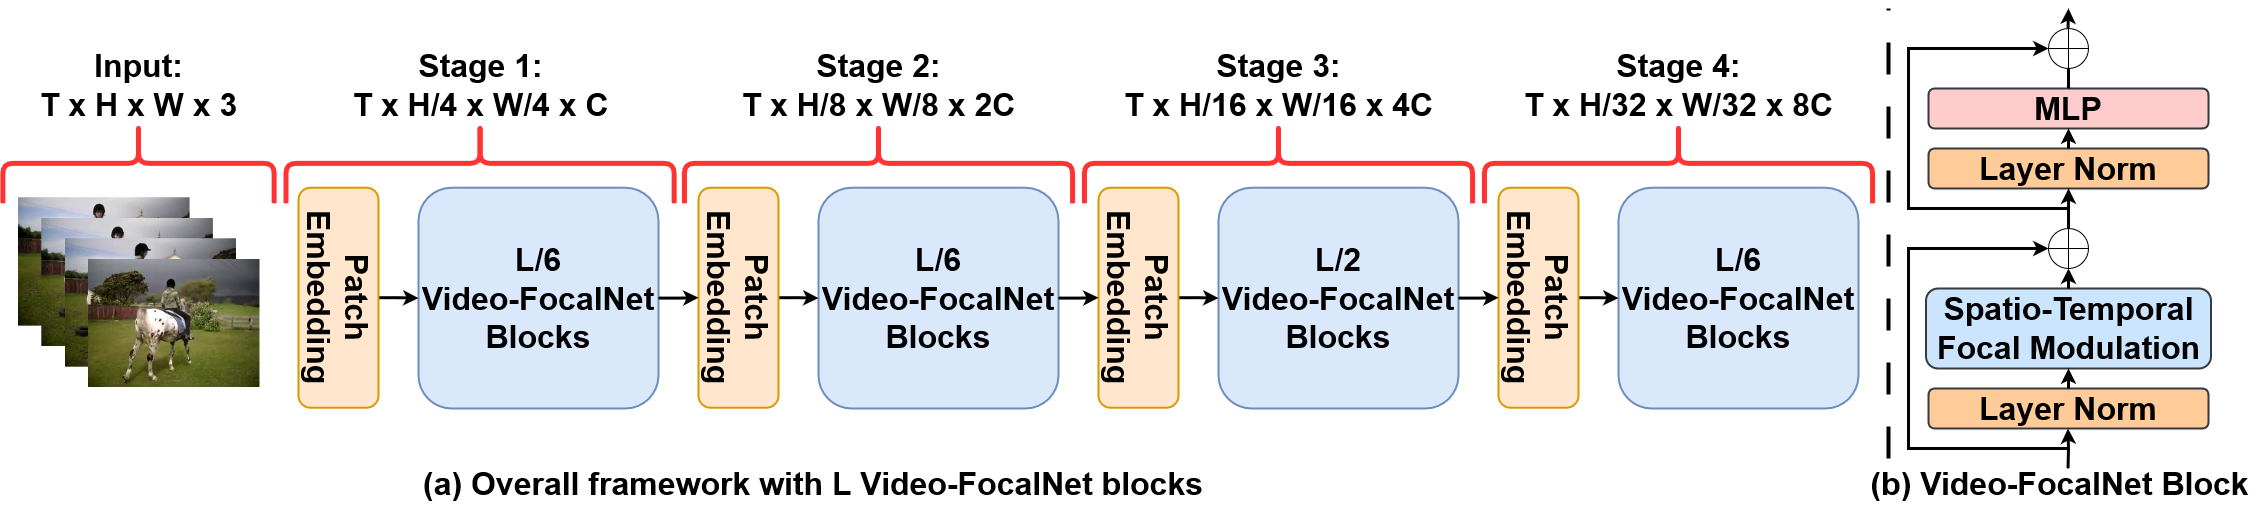 Input:
T x H x W x 3
Stage 1:
T x H/4 x W/4 x C
Stage 2:
T x H/8 x W/8 x 2C
Stage 3:
T x H/16 x W/16 x 4C
Stage 4:
T x H/32 x W/32 x 8C
Patch
Embedding
L/6
Video-FocalNet
Blocks
Patch
Embedding
L/6
Video-FocalNet
Blocks
Patch
Embedding
L/2
Video-FocalNet
Blocks
Patch
Embedding
L/6
Video-FocalNet
Blocks
(a) Overall framework with L Video-FocalNet blocks
MLP
Layer Norm
Spatio-Temporal
Focal Modulation
Layer Norm
(b) Video-FocalNet Block